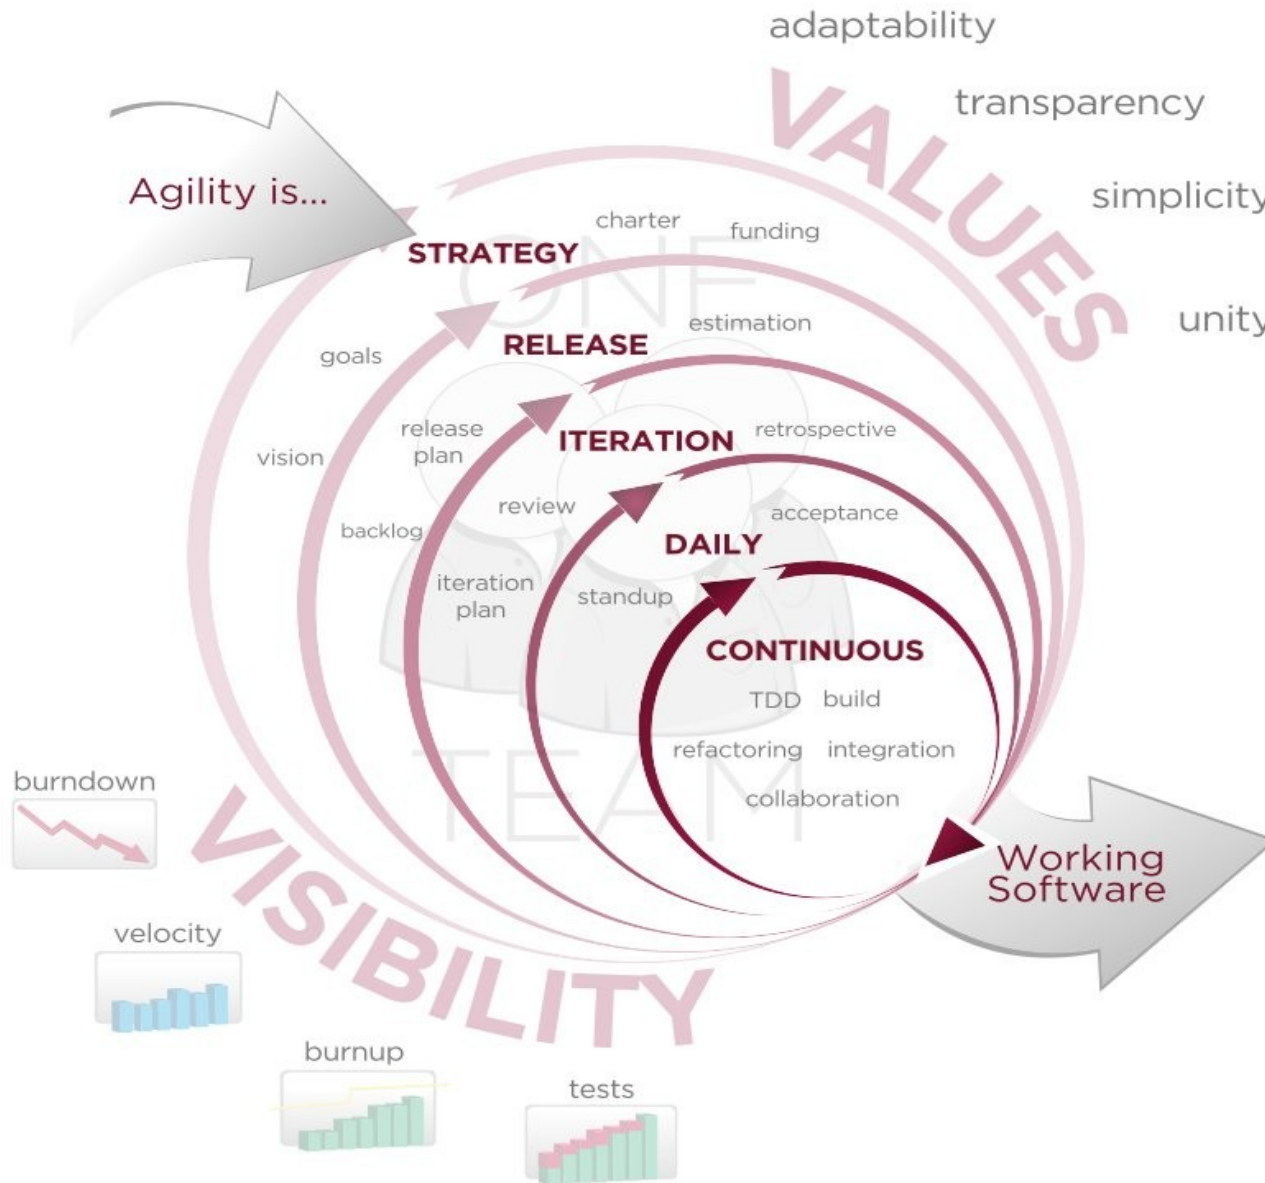 adaptability
VALUES
transparency
simplicity
unity
Agility is...
charter
funding
STRATEGY
ONE
goals
estimation
RELEASE
vision
release
plan
retrospective
ITERATION
backlog
review
acceptance
DAILY
iteration
plan
standup
CONTINUOUS
TDD build
refactoring integration
collaboration
TEAM
Working
Software
VISIBILITY
burndown
velocity
burnup
tests